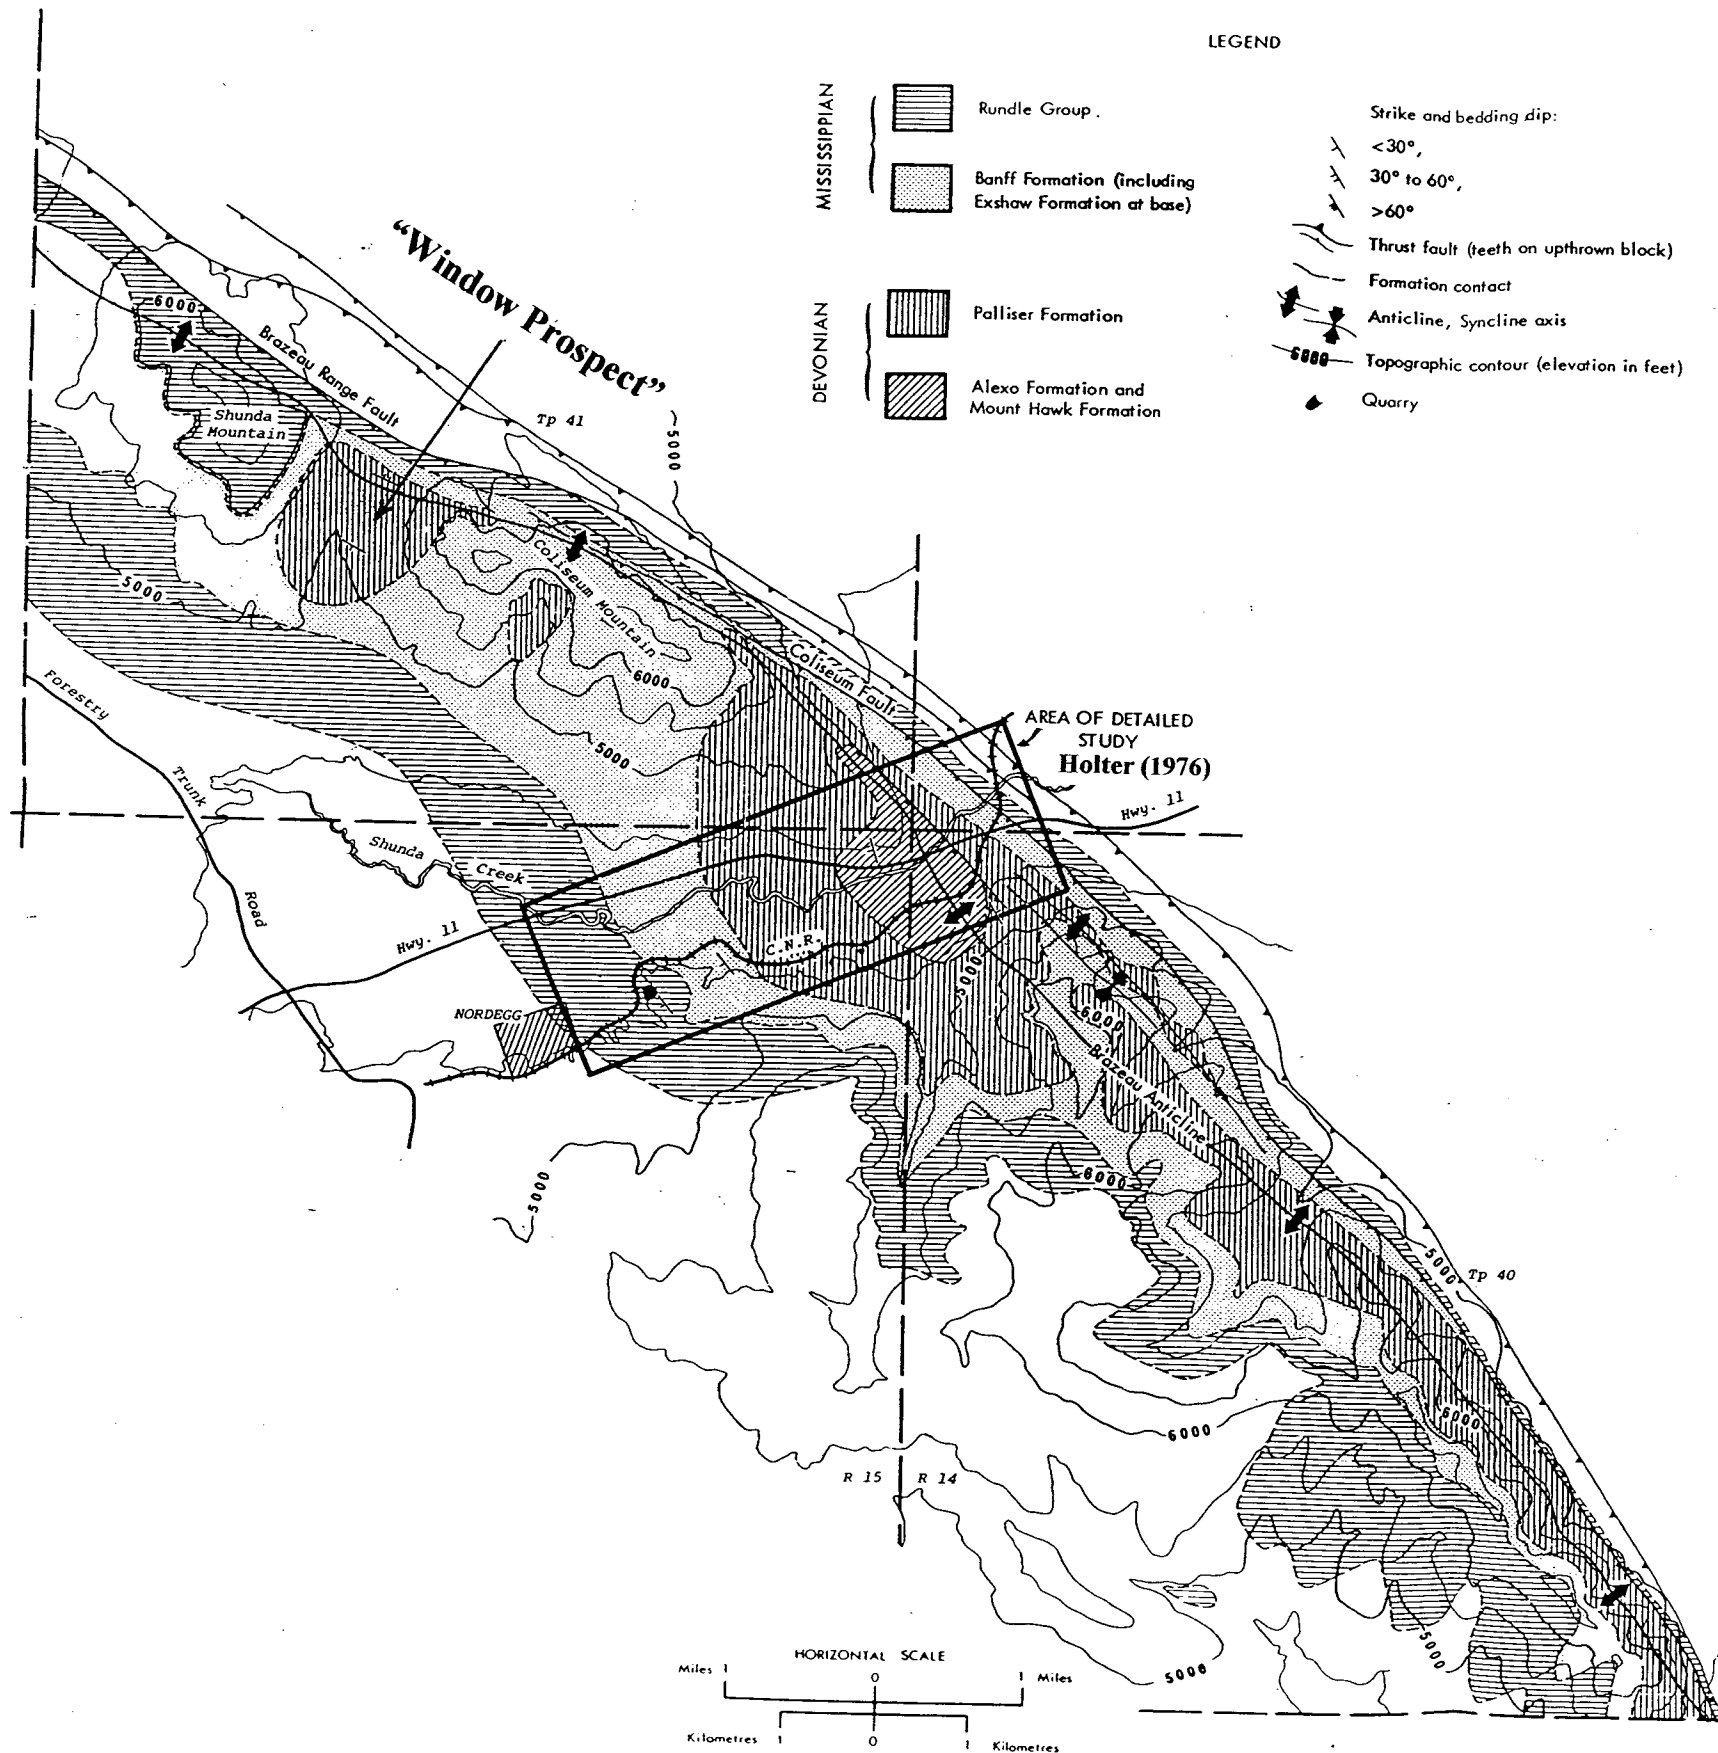 LEGEND
MISSISSIPPIAN
Rundle Group.
Banff Formation (including
Exshaw Formation at base)
DEVONIAN
Palliser Formation
Alexo Formation and
Mount Hawk Formation
Strike and bedding dip:
<30°,
30° to 60°,
>60°
Thrust fault (teeth on upthrown block)
Formation contact
Anticline, Syncline axis
6000
Topographic contour (elevation in feet)
Quarry
"Window Prospect"
6000
Brazeau Range Fault
Shunda
Mountain
Tp 41
5000
5000
Coliseum Mountain
6000
Coliseum Fault
5000
AREA OF DETAILED
STUDY
Holter (1976)
Hwy. 11
Forestry
Trunk
Road
Shunda
Creek
Hwy. 11
C.N.R.
NORDEGG
5000
6000
Brazeau Anticline
6000
5000
5000
Tp 40
6000
6000
R 15
R 14
5000
5000
HORIZONTAL SCALE
Miles 1 0 1 Miles
Kilometres 1 0 1 Kilometres